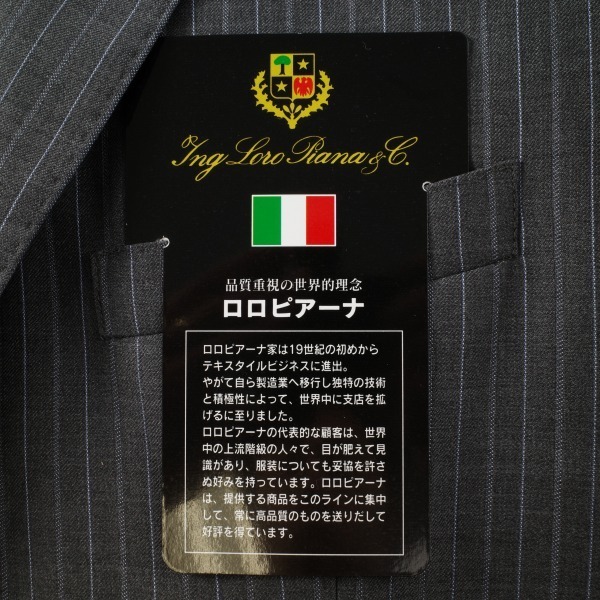 Ing Loro Piana & C.
品質重視の世界的理念
ロロピアーナ
ロロピアーナ家は19世紀の初めから
テキスタイルビジネスに進出。
やがて自ら製造業へ移行し独特の技術
と積極性によって、世界中に支店を拡
げるに至りました。
ロロピアーナの代表的な顧客は、世界
中の上流階級の人々で、目が肥えて見
識があり、服装についても妥協を許さ
ぬ好みを持っています。ロロピアーナ
は、提供する商品をこのラインに集中
して、常に高品質のものを送りだして
好評を得ています。